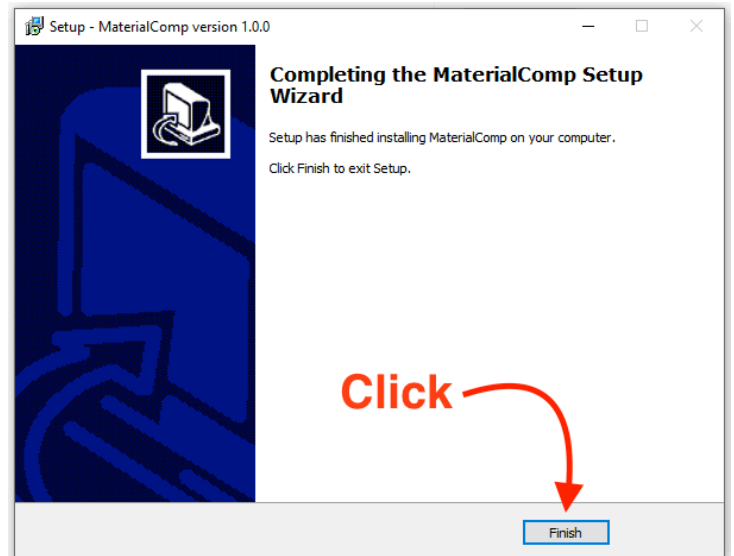 Setup - MaterialComp version 1.0.0
Completing the MaterialComp Setup
Wizard
Setup has finished installing MaterialComp on your computer.
Click Finish to exit Setup.
Click
Finish